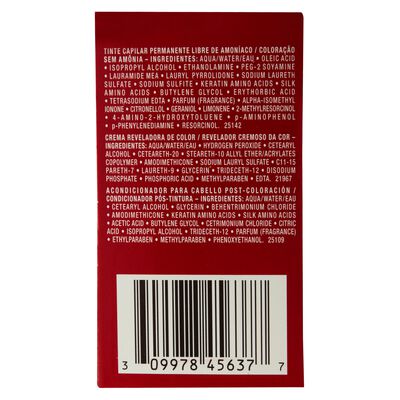 TINTE CAPILAR PERMANENTE LIBRE DE AMONÍACO / COLORAÇÃO
SEM AMÔNIA – INGREDIENTES: AQUA/WATER/EAU • OLEIC ACID
• ISOPROPYL ALCOHOL • ETHANOLAMINE • PEG-2 SOYAMINE
• LAURAMIDE MEA • LAURYL PYRROLIDONE • SODIUM LAURETH
SULFATE • SODIUM SULFITE • KERATIN AMINO ACIDS • SILK
AMINO ACIDS • BUTYLENE GLYCOL • ERYTHORBIC ACID
• TETRASODIUM EDTA • PARFUM (FRAGRANCE) • ALPHA-ISOMETHYL
IONONE • CITRONELLOL • GERANIOL • LIMONENE • 2-METHYLRESORCINOL
• 4-AMINO-2-HYDROXYTOLUENE • p-AMINOPHENOL
• p-PHENYLENEDIAMINE • RESORCINOL. 25142
CREMA REVELADORA DE COLOR / REVELADOR CREMOSO DA COR –
INGREDIENTES: AQUA/WATER/EAU • HYDROGEN PEROXIDE • CETEARYL
ALCOHOL • CETEARETH-20 • STEARETH-10 ALLYL ETHER/ACRYLATES
COPOLYMER • AMODIMETHICONE • SODIUM LAURYL SULFATE • C11-15
PARETH-7 • LAURETH-9 • GLYCERIN • TRIDECETH-12 • DISODIUM
PHOSPHATE • PHOSPHORIC ACID • METHYLPARABEN • EDTA. 21967
ACONDICIONADOR PARA CABELLO POST-COLORACIÓN /
CONDICIONADOR PÓS-TINTURA – INGREDIENTES: AQUA/WATER/EAU
• CETEARYL ALCOHOL • GLYCERIN • BEHENTRIMONIUM CHLORIDE
• AMODIMETHICONE • KERATIN AMINO ACIDS • SILK AMINO ACIDS
• ACETIC ACID • BUTYLENE GLYCOL • CETRIMONIUM CHLORIDE • CITRIC
ACID • ISOPROPYL ALCOHOL • TRIDECETH-12 • PARFUM (FRAGRANCE)
• ETHYLPARABEN • METHYLPARABEN • PHENOXYETHANOL. 25109
3 09978 45637 7